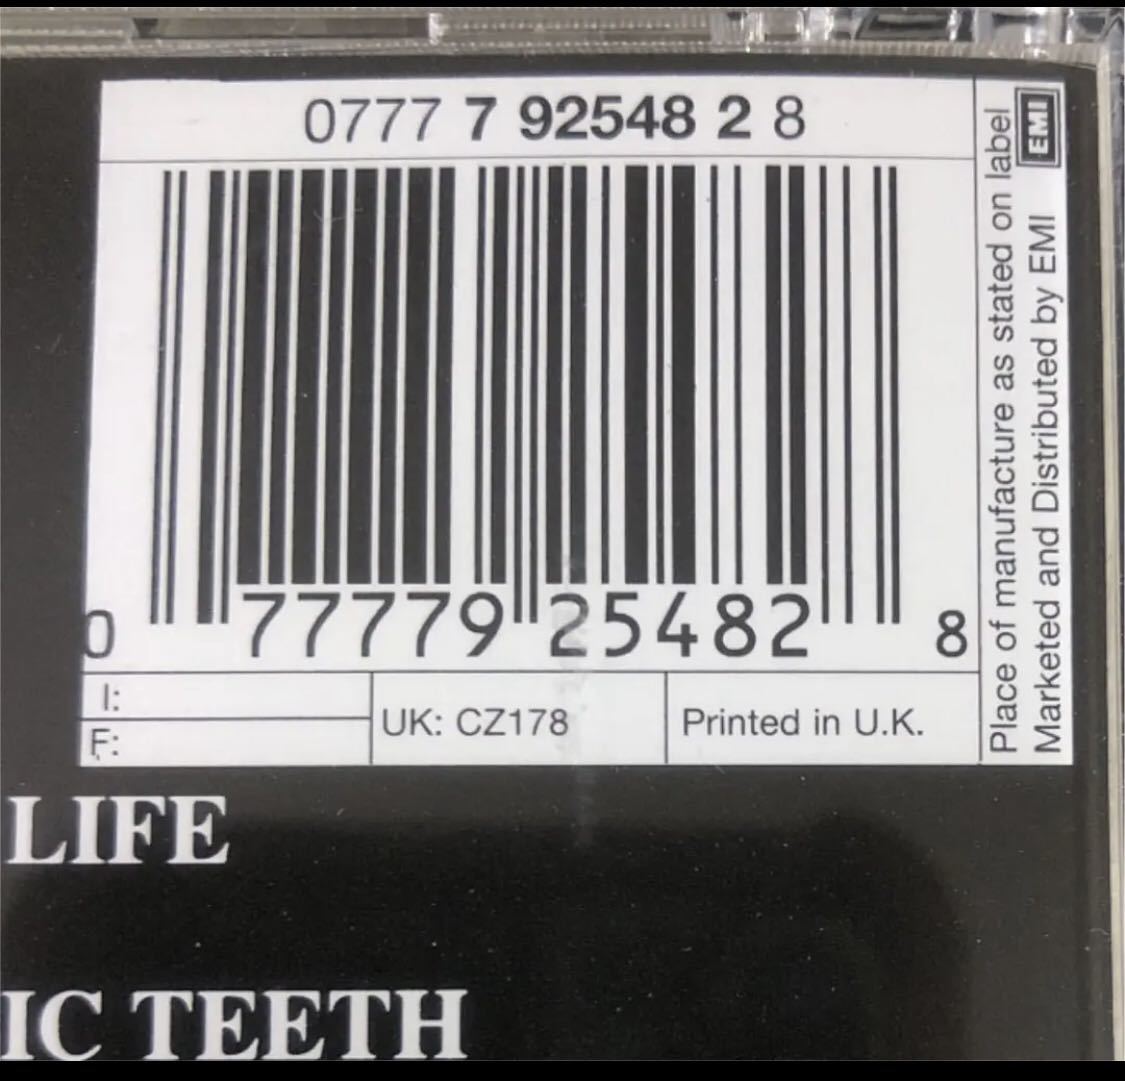 0777 7 92548 2 8
0 77779 25482 8
I:
F:
UK: CZ178
Printed in U.K.
Place of manufacture as stated on label
Marketed and Distributed by EMI
EMI
LIFE
IC TEETH